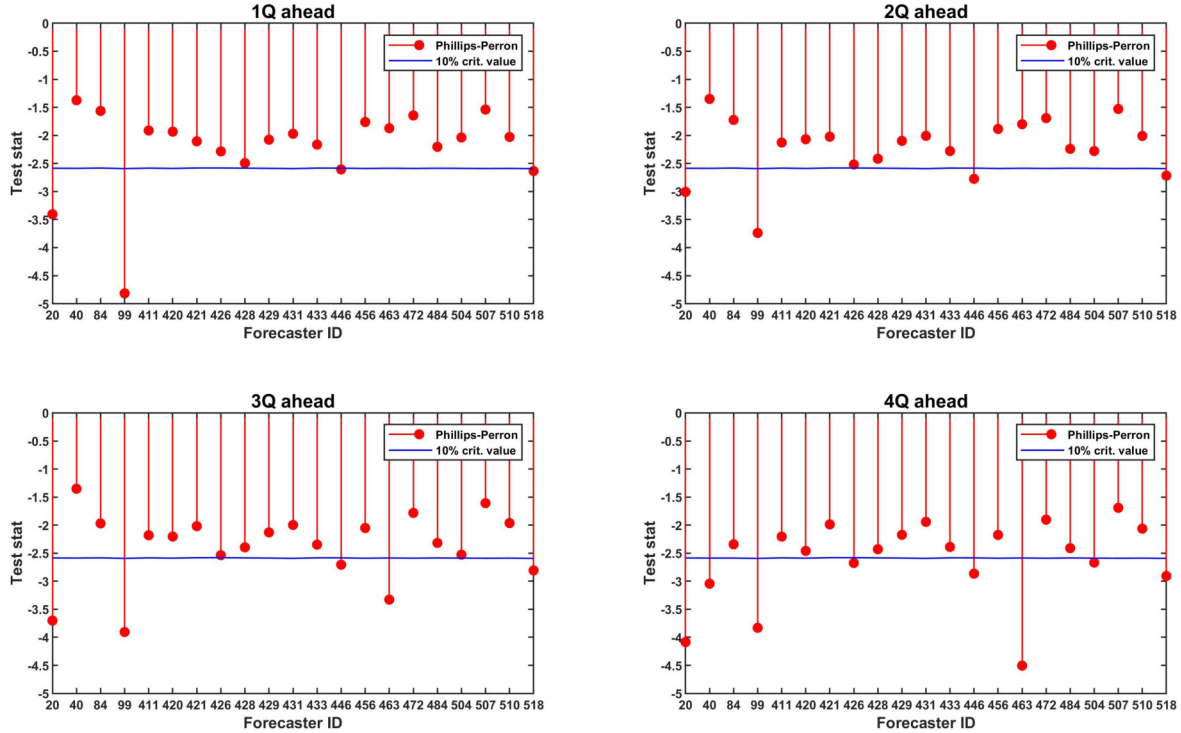 1Q ahead
0
-0.5
-1
-1.5
-2
-2.5
-3
-3.5
-4
-4.5
-5
Test stat
Phillips-Perron
10% crit. value
20 40 84 99 411 420 421 426 428 429 431 433 446 456 463 472 484 504 507 510 518
Forecaster ID
2Q ahead
0
-0.5
-1
-1.5
-2
-2.5
-3
-3.5
-4
-4.5
-5
Test stat
Phillips-Perron
10% crit. value
20 40 84 99 411 420 421 426 428 429 431 433 446 456 463 472 484 504 507 510 518
Forecaster ID
3Q ahead
0
-0.5
-1
-1.5
-2
-2.5
-3
-3.5
-4
-4.5
-5
Test stat
Phillips-Perron
10% crit. value
20 40 84 99 411 420 421 426 428 429 431 433 446 456 463 472 484 504 507 510 518
Forecaster ID
4Q ahead
0
-0.5
-1
-1.5
-2
-2.5
-3
-3.5
-4
-4.5
-5
Test stat
Phillips-Perron
10% crit. value
20 40 84 99 411 420 421 426 428 429 431 433 446 456 463 472 484 504 507 510 518
Forecaster ID